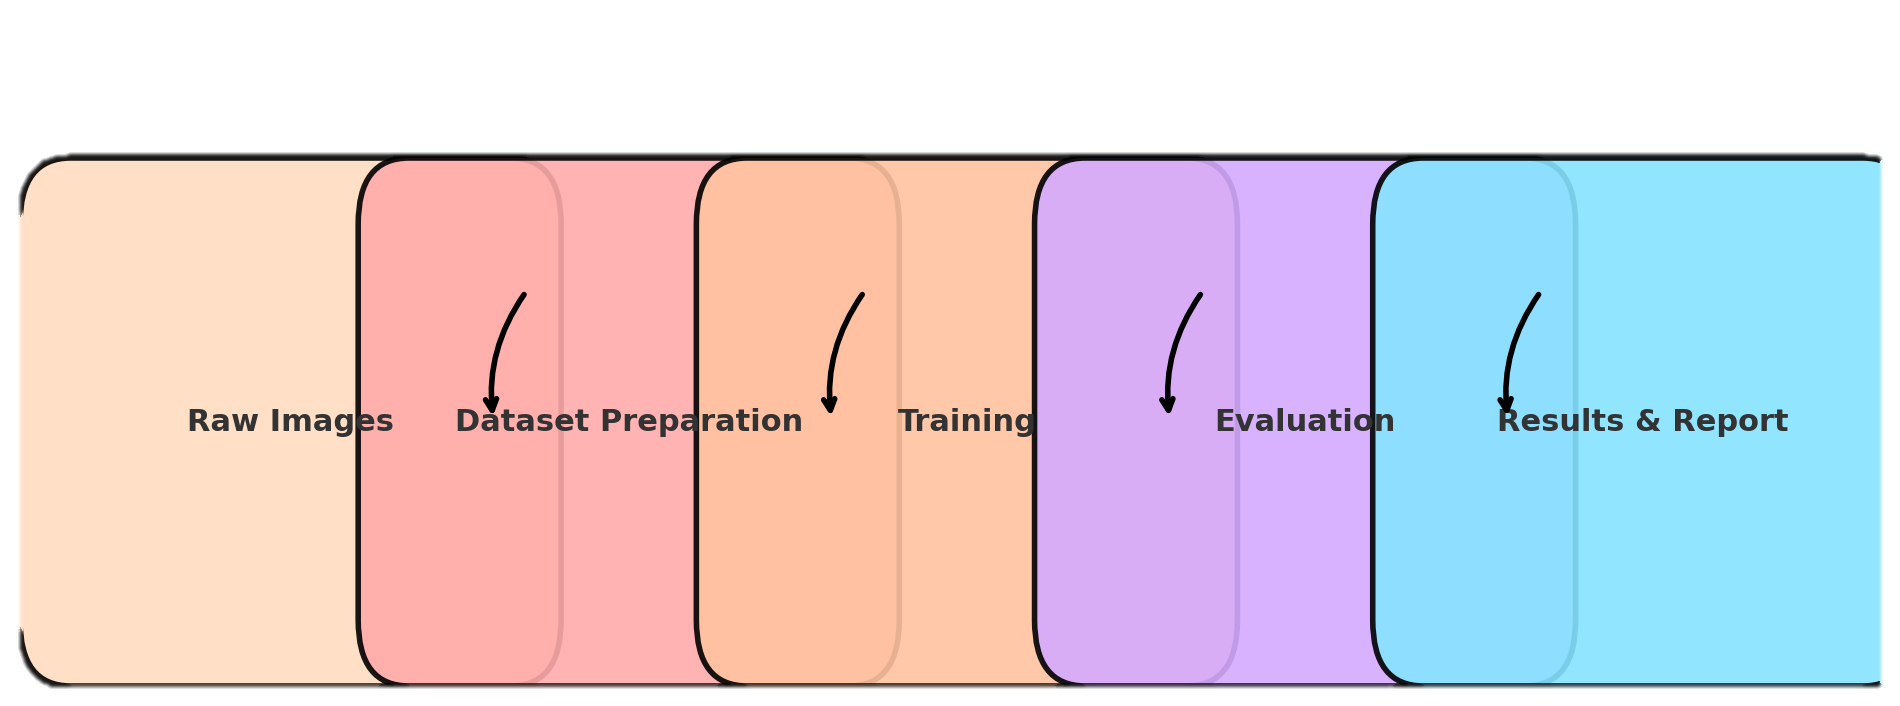 Raw Images
Dataset Preparation
Training
Evaluation
Results & Report